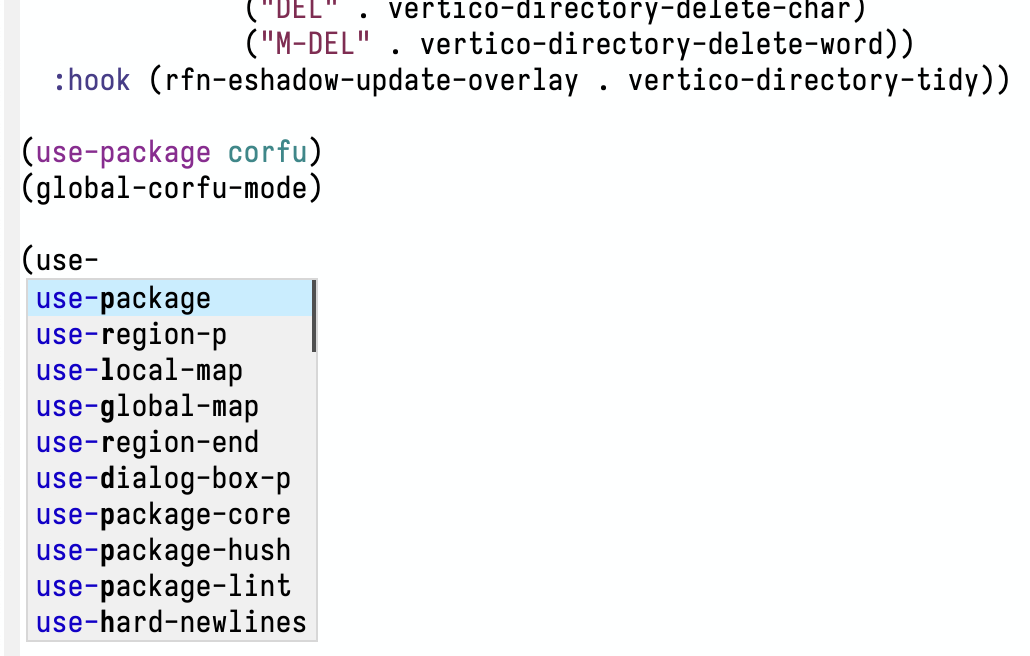 ("DEL" . vertico-directory-delete-char)
("M-DEL" . vertico-directory-delete-word))
:hook (rfn-eshadow-update-overlay . vertico-directory-tidy))
(use-package corfu)
(global-corfu-mode)
(use-
use-package
use-region-p
use-local-map
use-global-map
use-region-end
use-dialog-box-p
use-package-core
use-package-hush
use-package-lint
use-hard-newlines